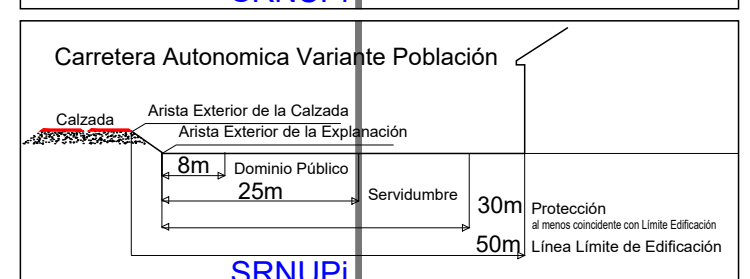 SRNUPi
Carretera Autonomica Variante Población
Arista Exterior de la Calzada
Calzada
Arista Exterior de la Explanación
8m Dominio Público
25m Servidumbre
30m Protección
al menos coincidente con Límite Edificación
50m Línea Límite de Edificación
SRNUPi